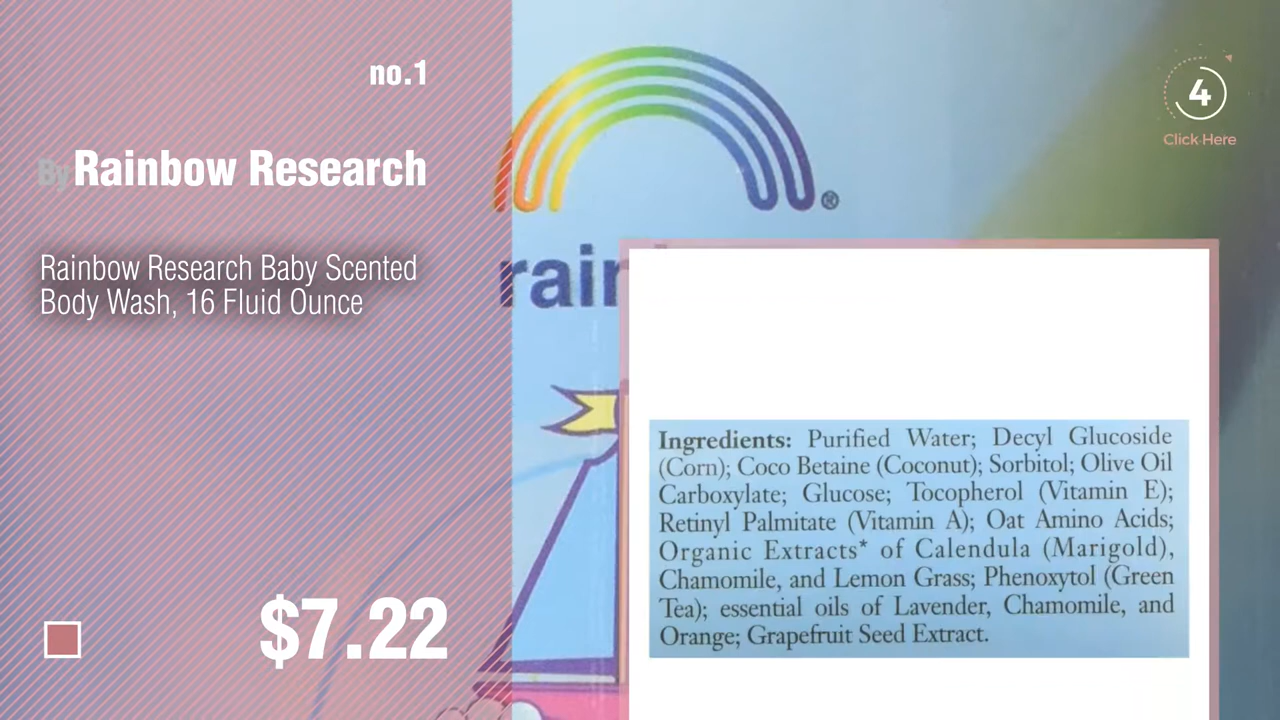 no.1
By Rainbow Research
Rainbow Research Baby Scented
Body Wash, 16 Fluid Ounce
$7.22
4
Click Here
®
rain
Ingredients: Purified Water; Decyl Glucoside
(Corn); Coco Betaine (Coconut); Sorbitol; Olive Oil
Carboxylate; Glucose; Tocopherol (Vitamin E);
Retinyl Palmitate (Vitamin A); Oat Amino Acids;
Organic Extracts* of Calendula (Marigold),
Chamomile, and Lemon Grass; Phenoxytol (Green
Tea); essential oils of Lavender, Chamomile, and
Orange; Grapefruit Seed Extract.